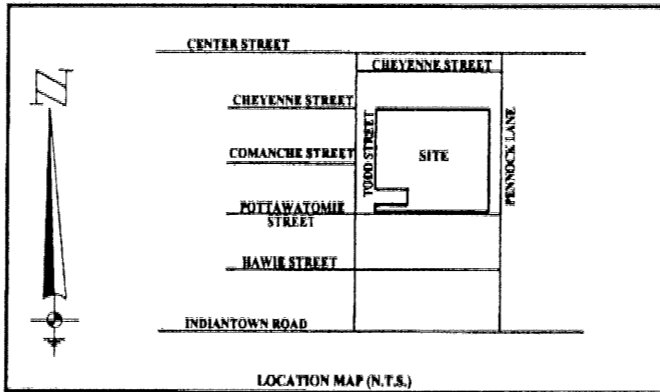 CENTER STREET
CHEYENNE STREET
CHEYENNE STREET
COMANCHE STREET
TODD STREET
SITE
PENNOCK LANE
POTTAWATOMIE
STREET
HAWIE STREET
INDIANTOWN ROAD
LOCATION MAP (N.T.S.)
N